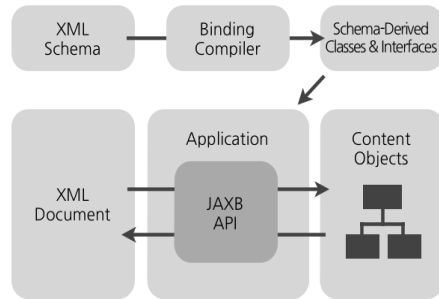 XML
Schema
Binding
Compiler
Schema-Derived
Classes & Interfaces
XML
Document
Application
JAXB
API
Content
Objects